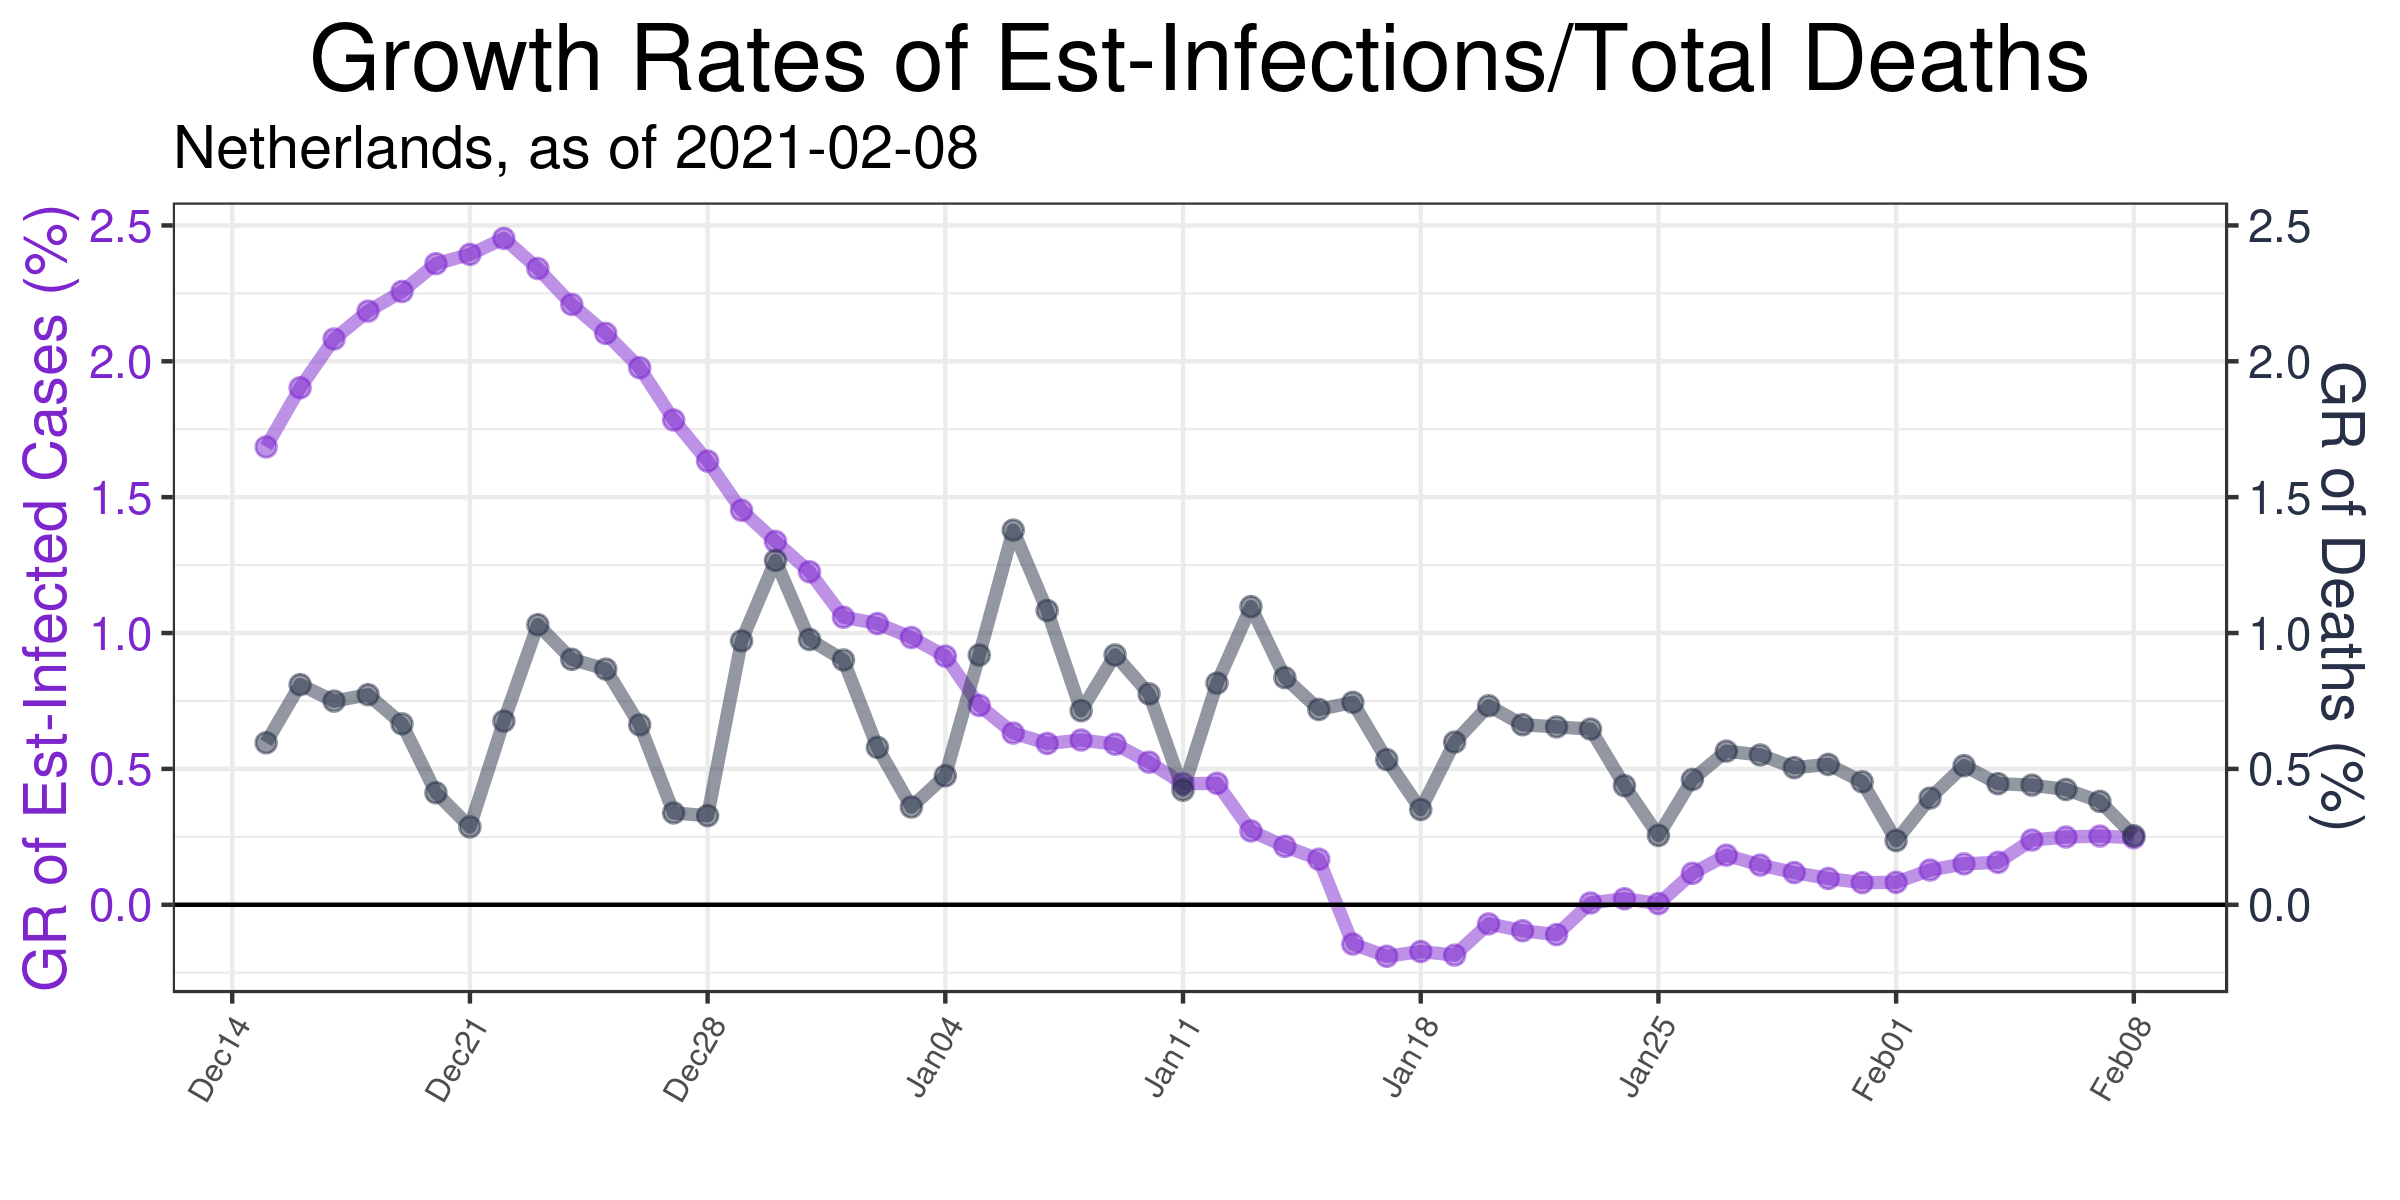 Growth Rates of Est-Infections/Total Deaths
Netherlands, as of 2021-02-08
GR of Est-Infected Cases (%)
2.5
2.0
1.5
1.0
0.5
0.0
2.5
2.0
1.5
1.0
0.5
0.0
GR of Deaths (%)
Dec14
Dec21
Dec28
Jan04
Jan11
Jan18
Jan25
Feb01
Feb08